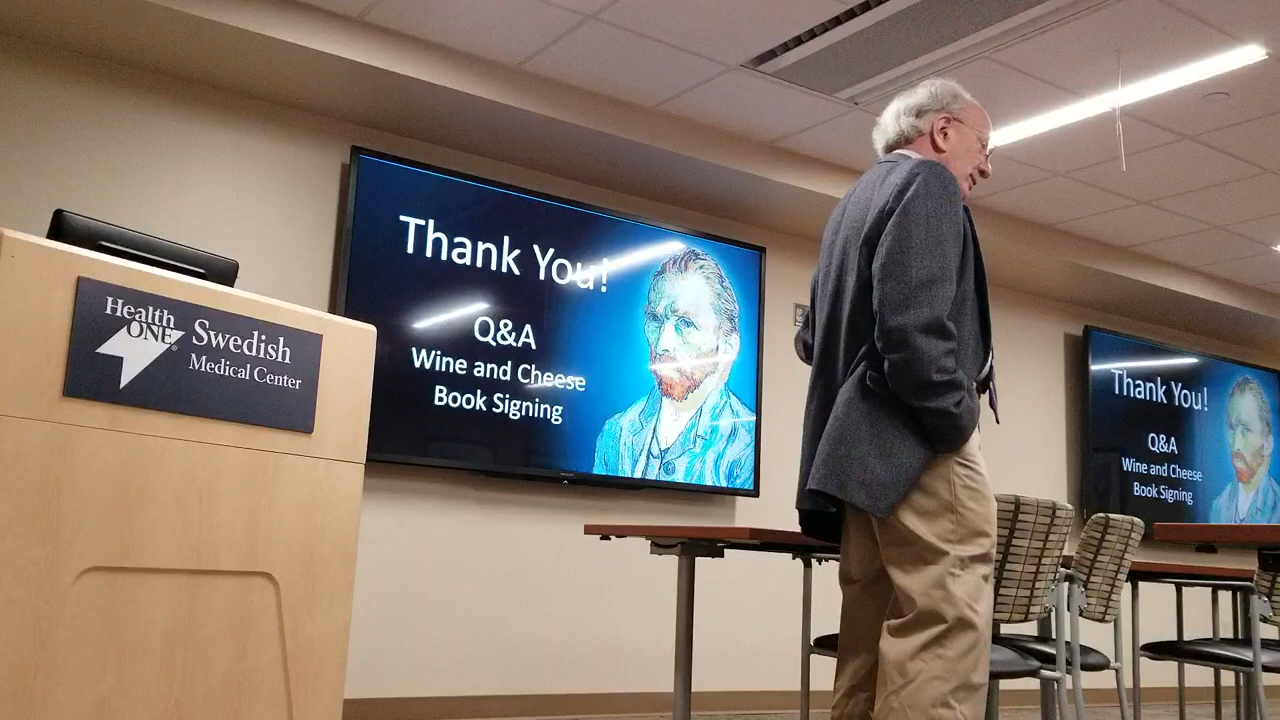 Health
ONE®
Swedish
Medical Center
Thank You!
Q&A
Wine and Cheese
Book Signing
Thank You!
Q&A
Wine and Cheese
Book Signing